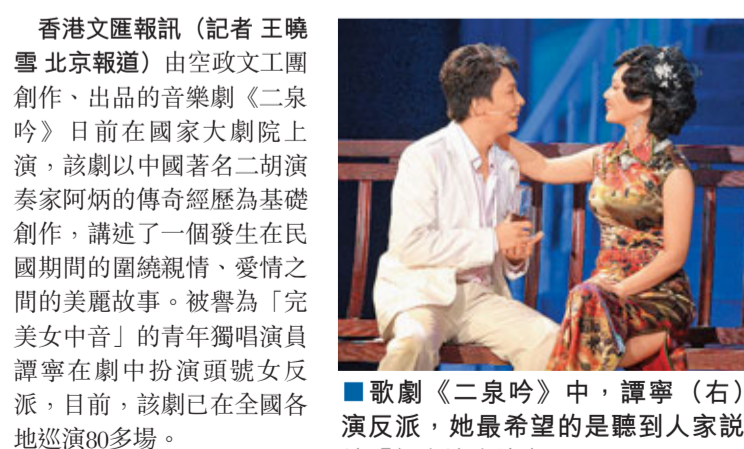 香港文匯報訊（記者 王曉
雪 北京報道）由空政文工團
創作、出品的音樂劇《二泉
吟》日前在國家大劇院上
演，該劇以中國著名二胡演
奏家阿炳的傳奇經歷為基礎
創作，講述了一個發生在民
國期間的圍繞親情、愛情之
間的美麗故事。被譽為「完
美女中音」的青年獨唱演員
譚寧在劇中扮演頭號女反
派，目前，該劇已在全國各
地巡演80多場。
■歌劇《二泉吟》中，譚寧（右）
演反派，她最希望的是聽到人家説